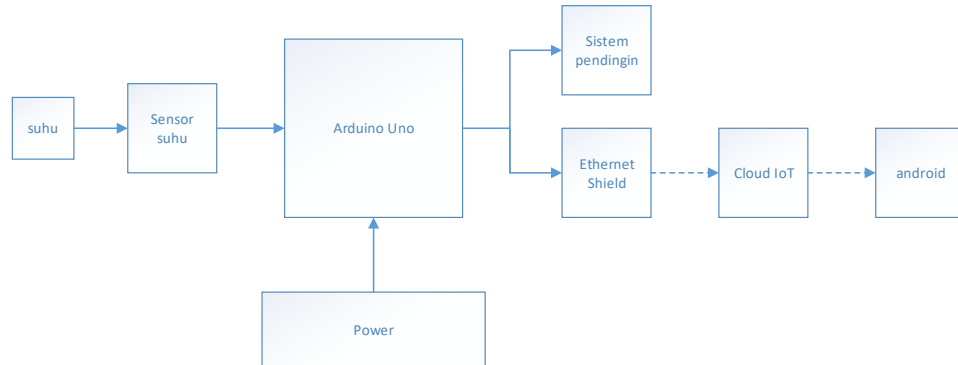 suhu
Sensor
suhu
Arduino Uno
Sistem
pendingin
Ethernet
Shield
Cloud IoT
android
Power